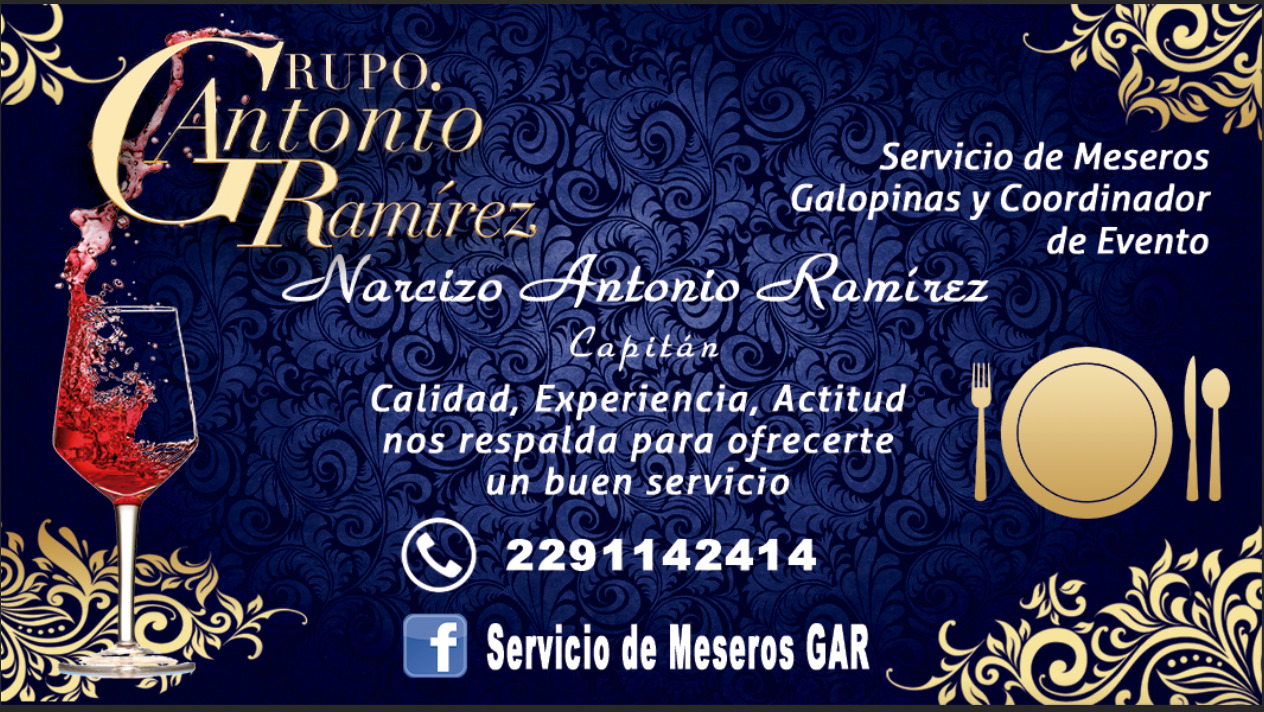 GRUPO.
Antonio
Ramírez
Servicio de Meseros
Galopinas y Coordinador
de Evento
Narcizo Antonio Ramírez
Capitán
Calidad, Experiencia, Actitud
nos respalda para ofrecerte
un buen servicio
2291142414
f Servicio de Meseros GAR